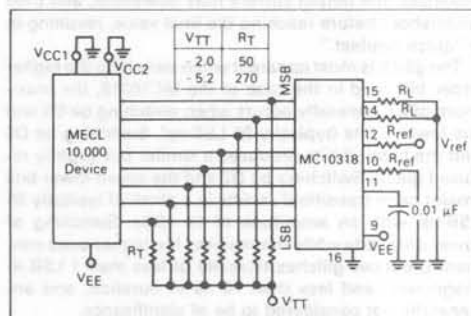 VCC1
VCC2
VTT RT
- 2.0 50
- 5.2 270
MECL
10,000
Device
MSB
LSB
RT
VEE
VTT
MC10318
15 RL
14 RL
12 Rref
10
11
Vref
0.01 µF
9
VEE
16